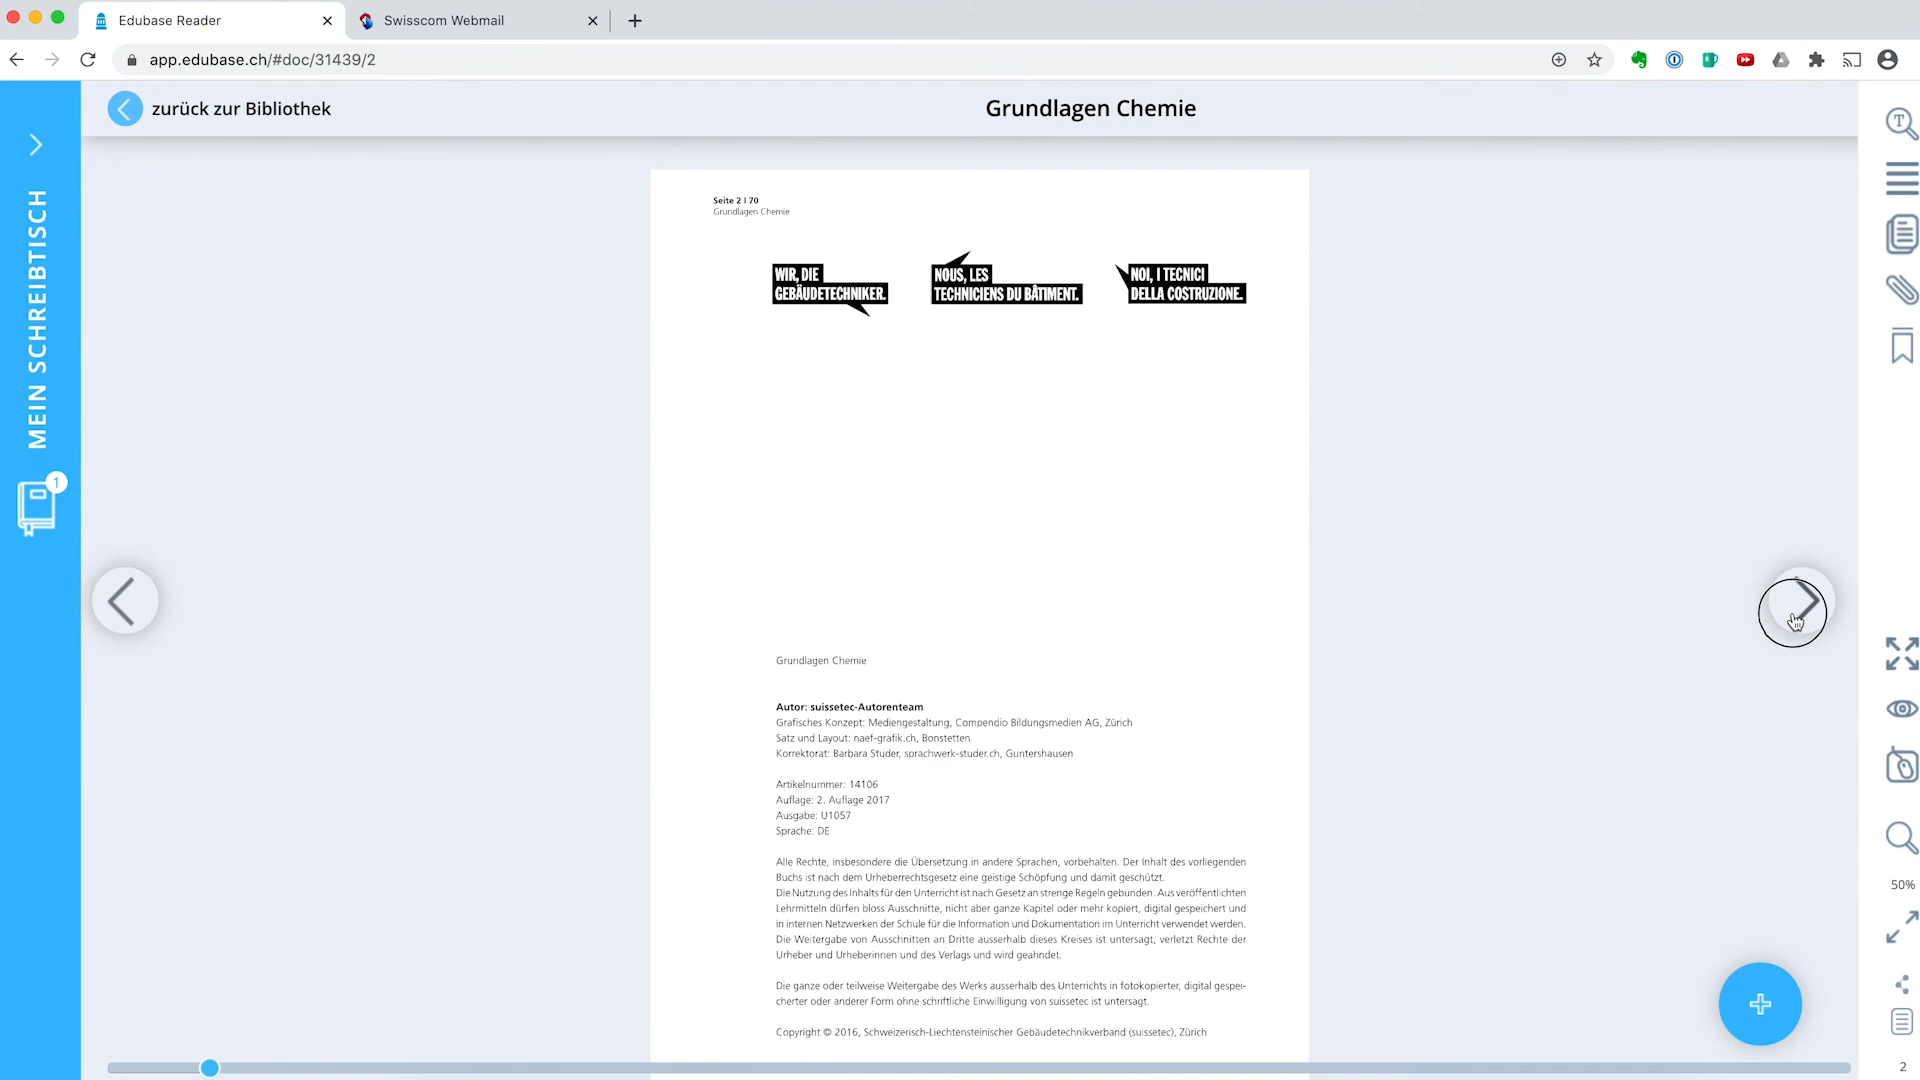 Edubase Reader
Swisscom Webmail
app.edubase.ch/#doc/31439/2
zurück zur Bibliothek
Grundlagen Chemie
MEIN SCHREIBTISCH
1
Seite 2 | 70
Grundlagen Chemie
WIR, DIE
GEBÄUDETECHNIKER.
NOUS, LES
TECHNICIENS DU BÂTIMENT.
NOI, I TECNICI
DELLA COSTRUZIONE.
Grundlagen Chemie
Autor: suissetec-Autorenteam
Grafisches Konzept: Mediengestaltung, Compendio Bildungsmedien AG, Zürich
Satz und Layout: naef-grafik.ch, Bonstetten
Korrektorat: Barbara Studer, sprachwerk-studer.ch, Guntershausen
Artikelnummer: 14106
Auflage: 2. Auflage 2017
Ausgabe: U1057
Sprache: DE
Alle Rechte, insbesondere die Übersetzung in andere Sprachen, vorbehalten. Der Inhalt des vorliegenden
Buchs ist nach dem Urheberrechtsgesetz eine geistige Schöpfung und damit geschützt.
Die Nutzung des Inhalts für den Unterricht ist nach Gesetz an strenge Regeln gebunden. Aus veröffentlichten
Lehrmitteln dürfen bloss Ausschnitte, nicht aber ganze Kapitel oder mehr kopiert, digital gespeichert und
in internen Netzwerken der Schule für die Information und Dokumentation im Unterricht verwendet werden.
Die Weitergabe von Ausschnitten an Dritte ausserhalb dieses Kreises ist untersagt, verletzt Rechte der
Urheber und Urheberinnen und des Verlags und wird geahndet.
Die ganze oder teilweise Weitergabe des Werks ausserhalb des Unterrichts in fotokopierter, digital gespei-
cherter oder anderer Form ohne schriftliche Einwilligung von suissetec ist untersagt.
Copyright © 2016, Schweizerisch-Liechtensteinischer Gebäudetechnikverband (suissetec), Zürich
T
50%
2